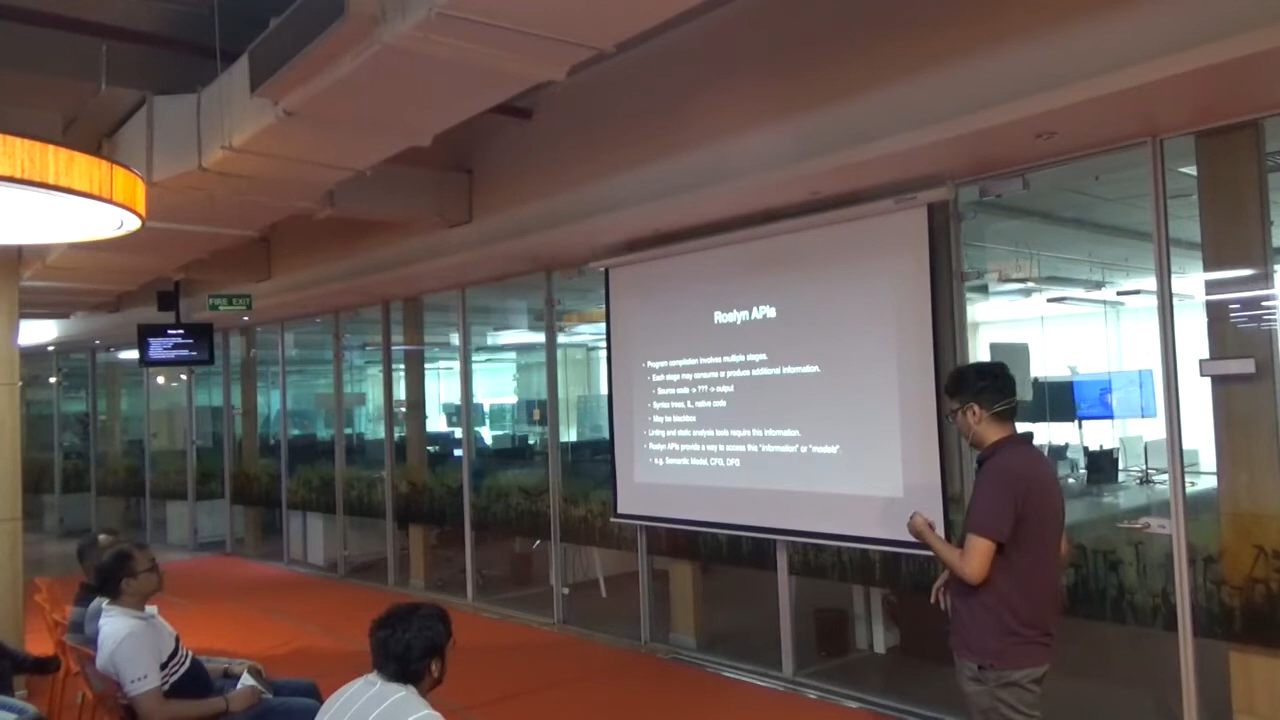 FIRE EXIT
Roslyn APIs
Roslyn APIs
Program compilation involves multiple stages.
Each stage may consume or produce additional information.
Source code -> ??? -> output
Syntax trees, IL, native code
May be blackbox
Linting and static analysis tools require this information.
Roslyn APIs provide a way to access this "information" or "models".
e.g. Semantic Model, CFG, DFG